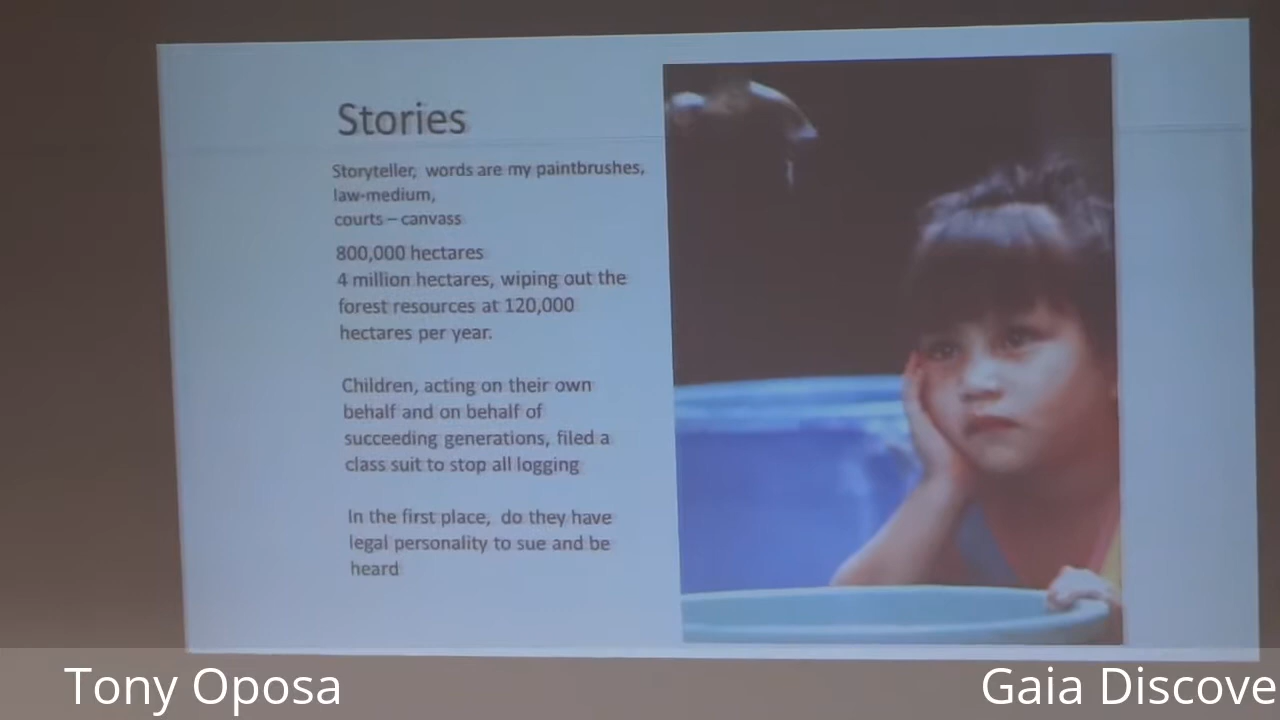 Stories
Storyteller, words are my paintbrushes,
law-medium,
courts – canvass
800,000 hectares
4 million hectares, wiping out the
forest resources at 120,000
hectares per year.
Children, acting on their own
behalf and on behalf of
succeeding generations, filed a
class suit to stop all logging
In the first place, do they have
legal personality to sue and be
heard
Tony Oposa
Gaia Discove